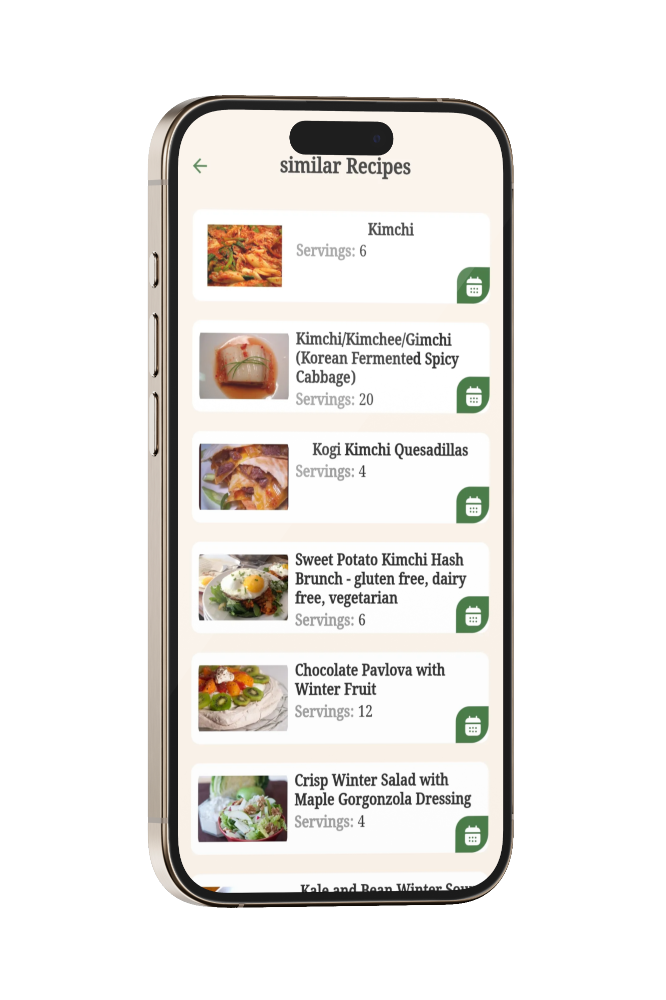 similar Recipes
Kimchi
Servings: 6
Kimchi/Kimchee/Gimchi
(Korean Fermented Spicy
Cabbage)
Servings: 20
Kogi Kimchi Quesadillas
Servings: 4
Sweet Potato Kimchi Hash
Brunch - gluten free, dairy
free, vegetarian
Servings: 6
Chocolate Pavlova with
Winter Fruit
Servings: 12
Crisp Winter Salad with
Maple Gorgonzola Dressing
Servings: 4
Kale and Bean Winter Soup